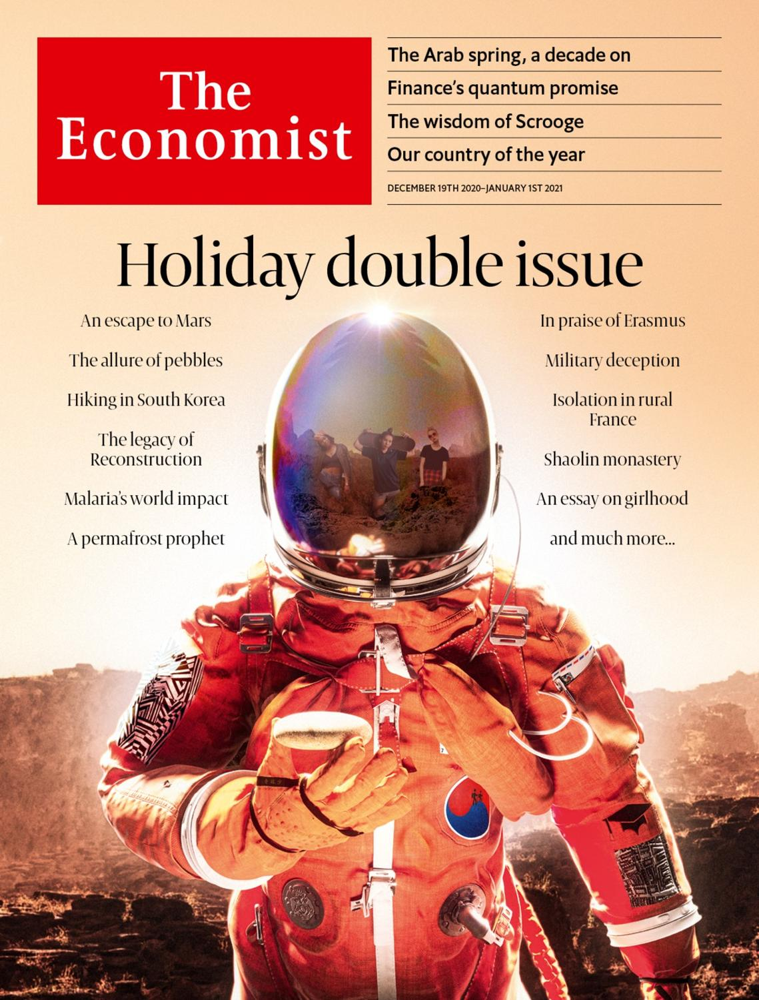 The
Economist
The Arab spring, a decade on
Finance's quantum promise
The wisdom of Scrooge
Our country of the year
DECEMBER 19TH 2020–JANUARY 1ST 2021
Holiday double issue
An escape to Mars
The allure of pebbles
Hiking in South Korea
The legacy of
Reconstruction
Malaria's world impact
A permafrost prophet
In praise of Erasmus
Military deception
Isolation in rural
France
Shaolin monastery
An essay on girlhood
and much more...
7